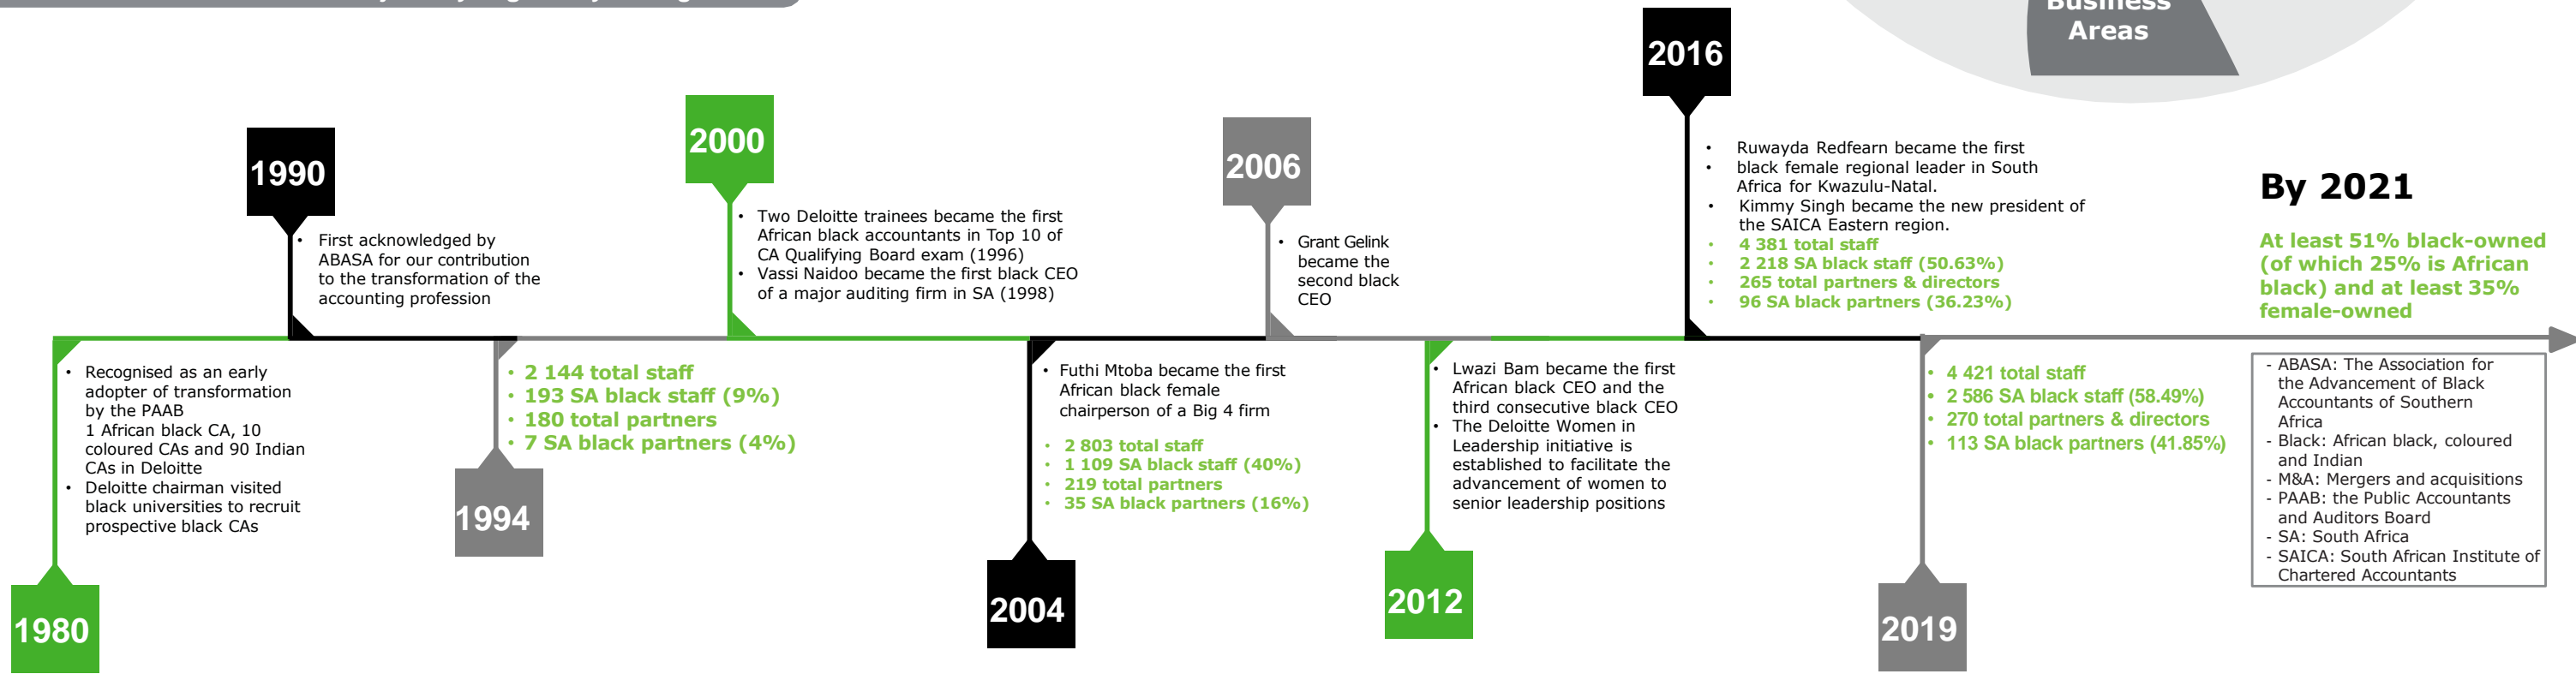 Business
Areas
2016
2000
1990
2006
• Ruwayda Redfearn became the first
• black female regional leader in South
Africa for Kwazulu-Natal.
• Kimmy Singh became the new president of
the SAICA Eastern region.
• 4 381 total staff
• 2 218 SA black staff (50.63%)
• 265 total partners & directors
• 96 SA black partners (36.23%)
By 2021
At least 51% black-owned
(of which 25% is African
black) and at least 35%
female-owned
• First acknowledged by
ABASA for our contribution
to the transformation of the
accounting profession
• Two Deloitte trainees became the first
African black accountants in Top 10 of
CA Qualifying Board exam (1996)
• Vassi Naidoo became the first black CEO
of a major auditing firm in SA (1998)
• Grant Gelink
became the
second black
CEO
• Recognised as an early
adopter of transformation
by the PAAB
1 African black CA, 10
coloured CAs and 90 Indian
CAs in Deloitte
• Deloitte chairman visited
black universities to recruit
prospective black CAs
1980
• 2 144 total staff
• 193 SA black staff (9%)
• 180 total partners
• 7 SA black partners (4%)
1994
• Futhi Mtoba became the first
African black female
chairperson of a Big 4 firm
• 2 803 total staff
• 1 109 SA black staff (40%)
• 219 total partners
• 35 SA black partners (16%)
2004
• Lwazi Bam became the first
African black CEO and the
third consecutive black CEO
• The Deloitte Women in
Leadership initiative is
established to facilitate the
advancement of women to
senior leadership positions
2012
• 4 421 total staff
• 2 586 SA black staff (58.49%)
• 270 total partners & directors
• 113 SA black partners (41.85%)
2019
- ABASA: The Association for
the Advancement of Black
Accountants of Southern
Africa
- Black: African black, coloured
and Indian
- M&A: Mergers and acquisitions
- PAAB: the Public Accountants
and Auditors Board
- SA: South Africa
- SAICA: South African Institute of
Chartered Accountants